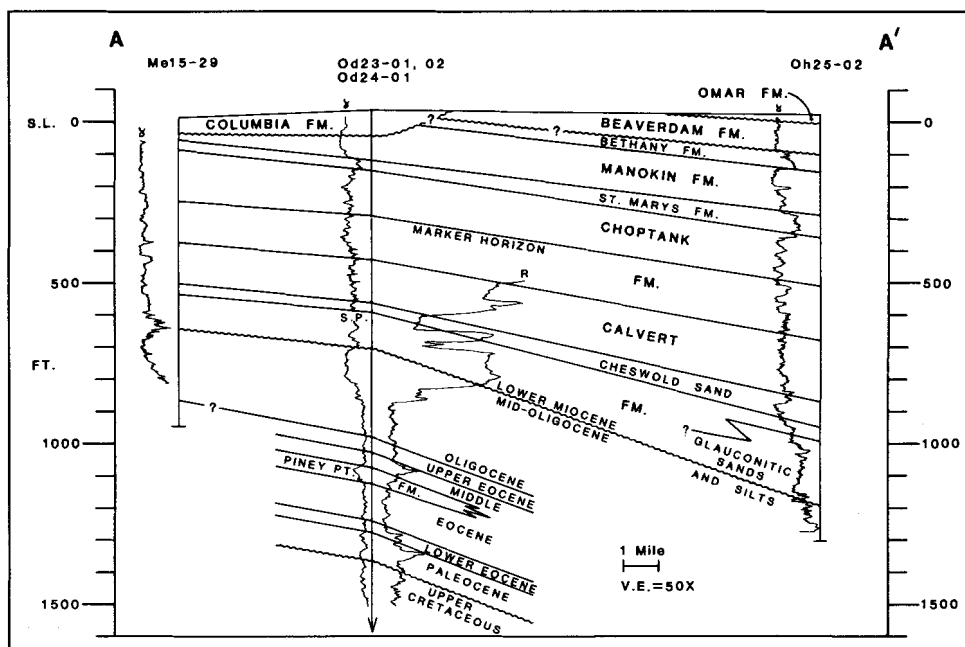 A
A′
Me15-29
Od23-01, 02
Od24-01
Oh25-02
OMAR FM.
S.L.
0
0
COLUMBIA FM.
?
?
BEAVERDAM FM.
BETHANY FM.
MANOKIN FM.
ST. MARYS FM.
CHOPTANK
MARKER HORIZON
FM.
R
500
500
S.P.
CALVERT
FT.
CHESWOLD SAND
FM.
LOWER MIOCENE
MID-OLIGOCENE
?
?
GLAUCONITIC
SANDS
AND SILTS
1000
1000
OLIGOCENE
UPPER EOCENE
PINEY PT.
FM.
MIDDLE
EOCENE
LOWER EOCENE
PALEOCENE
UPPER
CRETACEOUS
1 Mile
V.E.=50X
1500
1500